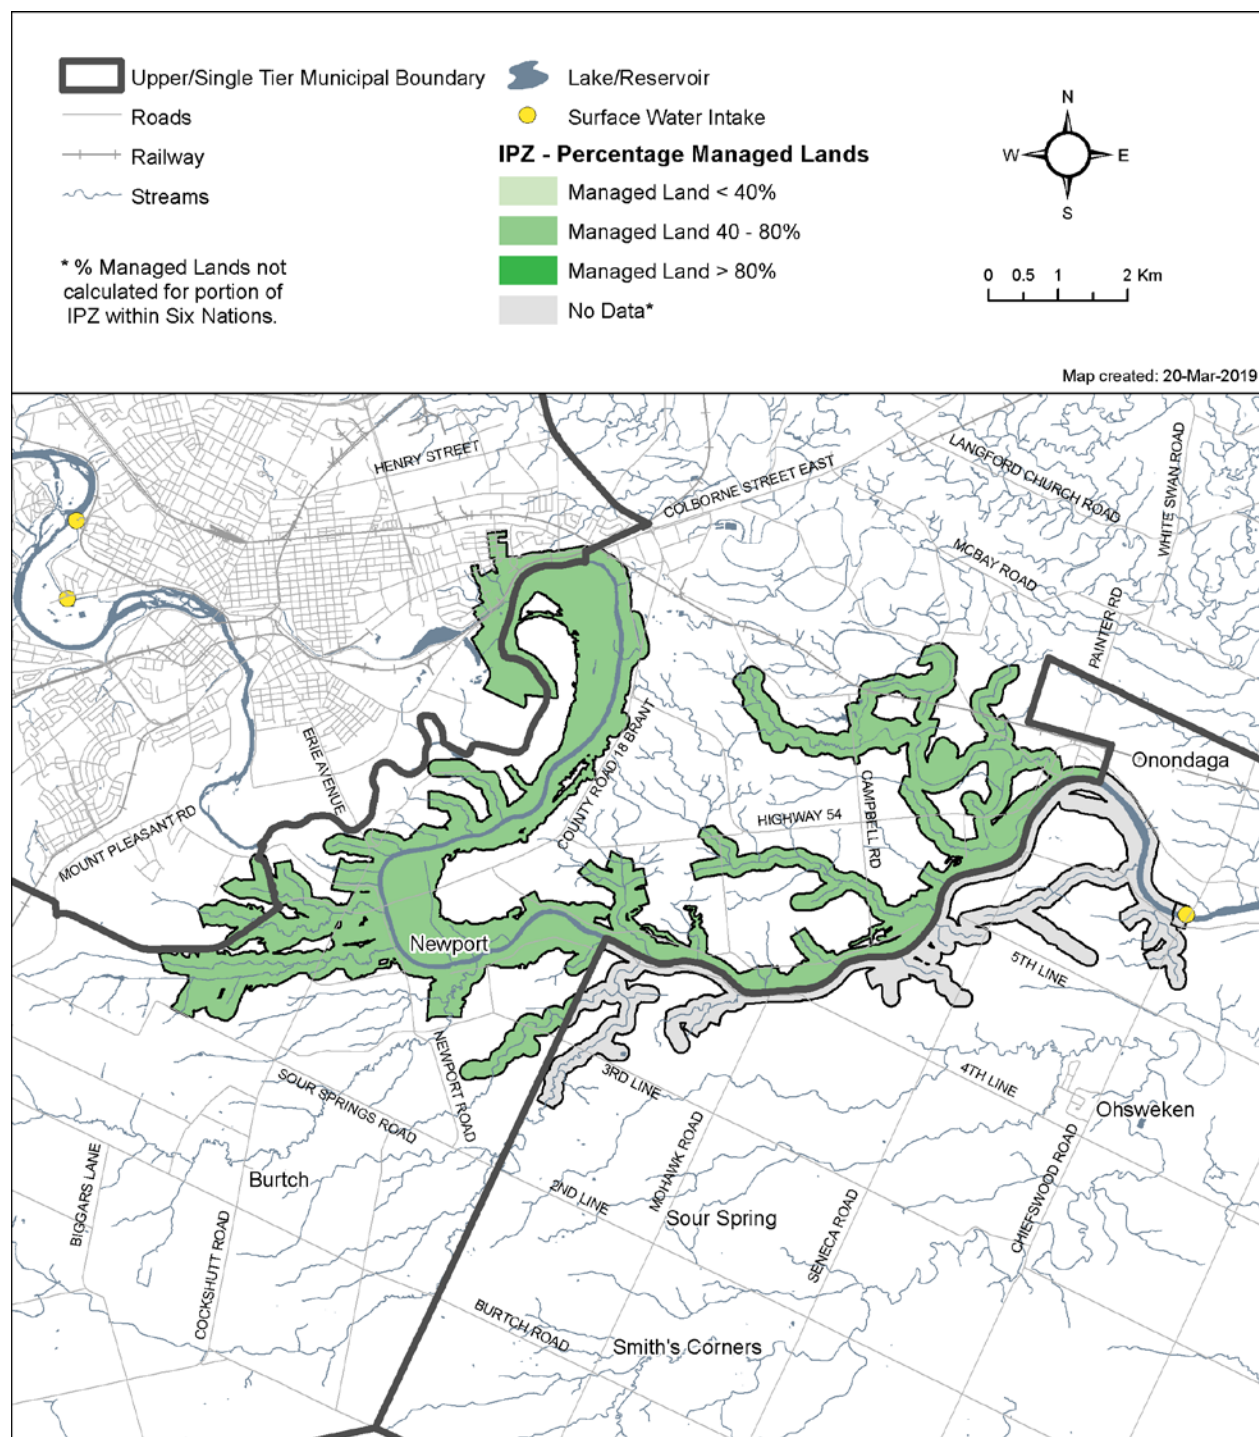 Upper/Single Tier Municipal Boundary
Roads
Railway
Streams
* % Managed Lands not
calculated for portion of
IPZ within Six Nations.
Lake/Reservoir
Surface Water Intake
IPZ - Percentage Managed Lands
Managed Land < 40%
Managed Land 40 - 80%
Managed Land > 80%
No Data*
N
W E
S
0 0.5 1 2 Km
Map created: 20-Mar-2019
HENRY STREET
COLBORNE STREET EAST
LANGFORD CHURCH ROAD
WHITE SWAN ROAD
MCBAY ROAD
PAINTER RD
ERIE AVENUE
COUNTY ROAD 18 BRANT
MOUNT PLEASANT RD
HIGHWAY 54
CAMPBELL RD
Onondaga
Newport
5TH LINE
NEWPORT ROAD
SOUR SPRINGS ROAD
3RD LINE
4TH LINE
Ohsweken
BIGGARS LANE
Burtch
2ND LINE
MOHAWK ROAD
Sour Spring
CHIEFSWOOD ROAD
SENECA ROAD
COCKSHUTT ROAD
BURTCH ROAD
Smith's Corners